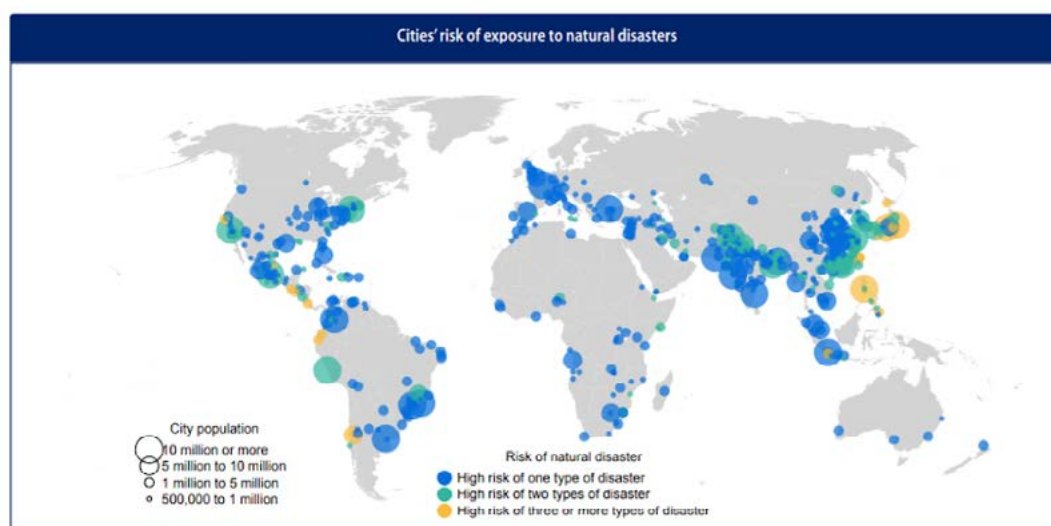 Cities' risk of exposure to natural disasters
City population
10 million or more
5 million to 10 million
1 million to 5 million
500,000 to 1 million
Risk of natural disaster
High risk of one type of disaster
High risk of two types of disaster
High risk of three or more types of disaster